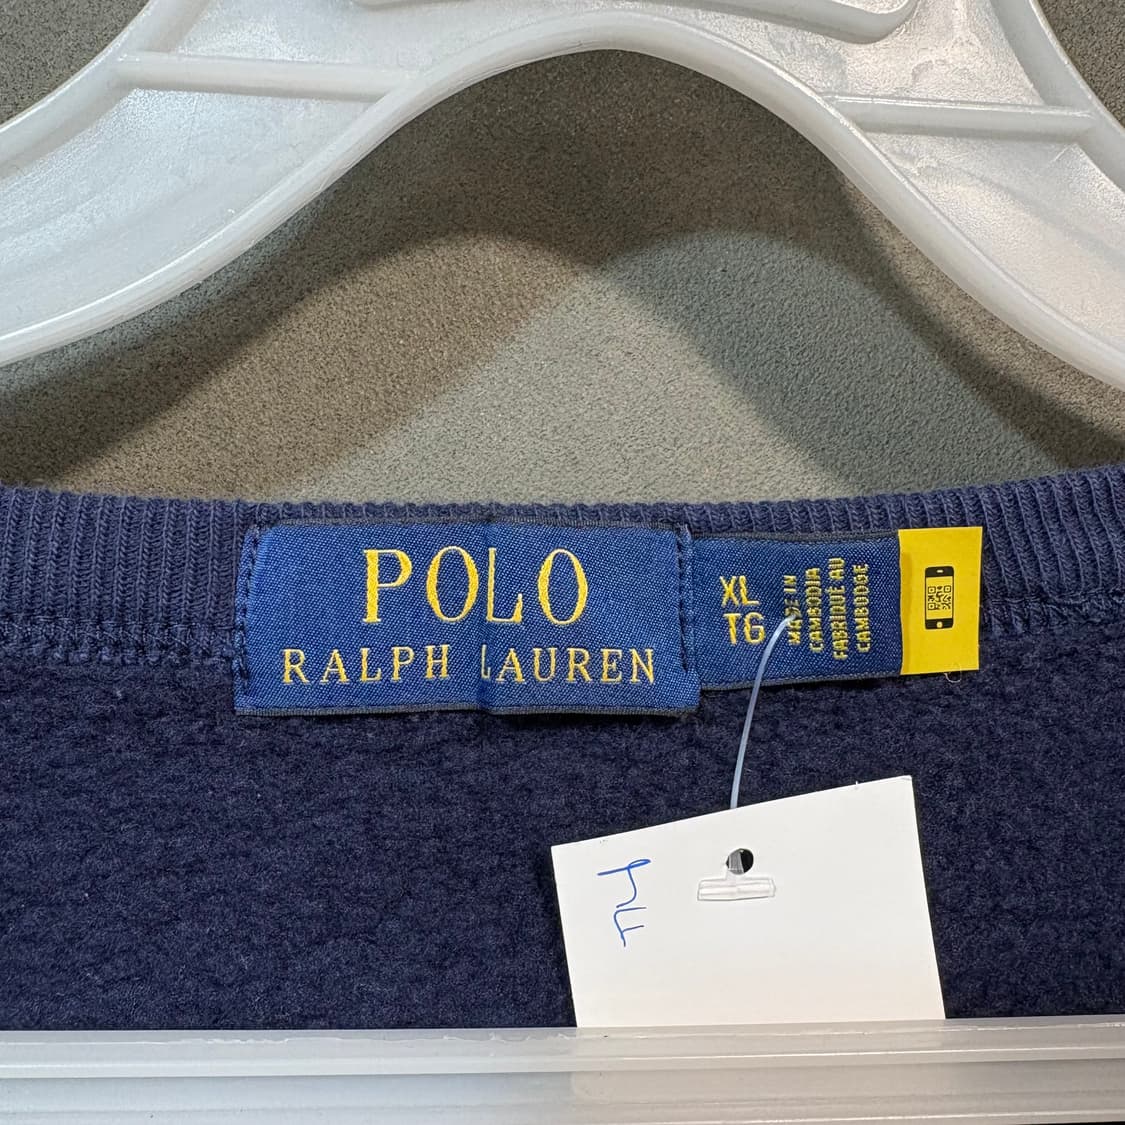 POLO
RALPH LAUREN
XL
TG
MADE IN
CAMBODIA
FABRIQUÉ AU
CAMBODGE